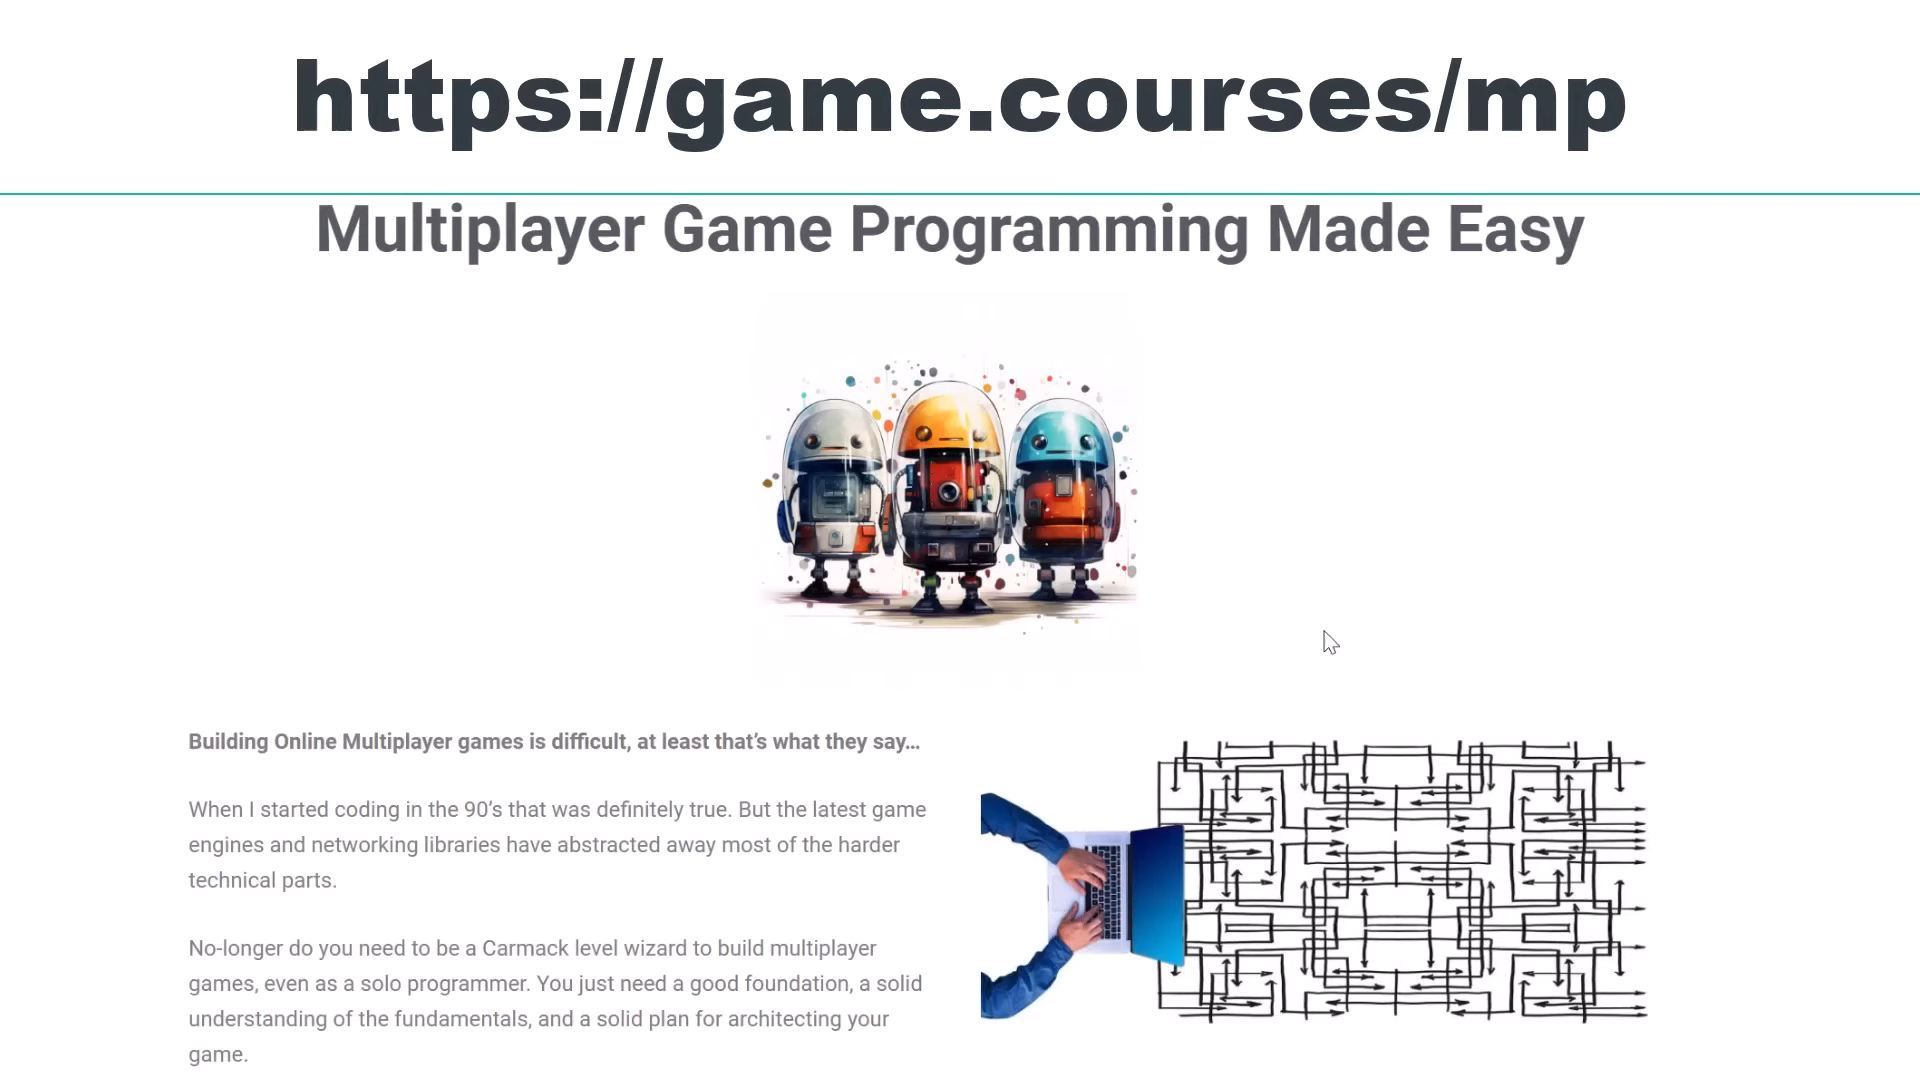 https://game.courses/mp
Multiplayer Game Programming Made Easy
Building Online Multiplayer games is difficult, at least that’s what they say...
When I started coding in the 90’s that was definitely true. But the latest game
engines and networking libraries have abstracted away most of the harder
technical parts.
No-longer do you need to be a Carmack level wizard to build multiplayer
games, even as a solo programmer. You just need a good foundation, a solid
understanding of the fundamentals, and a solid plan for architecting your
game.